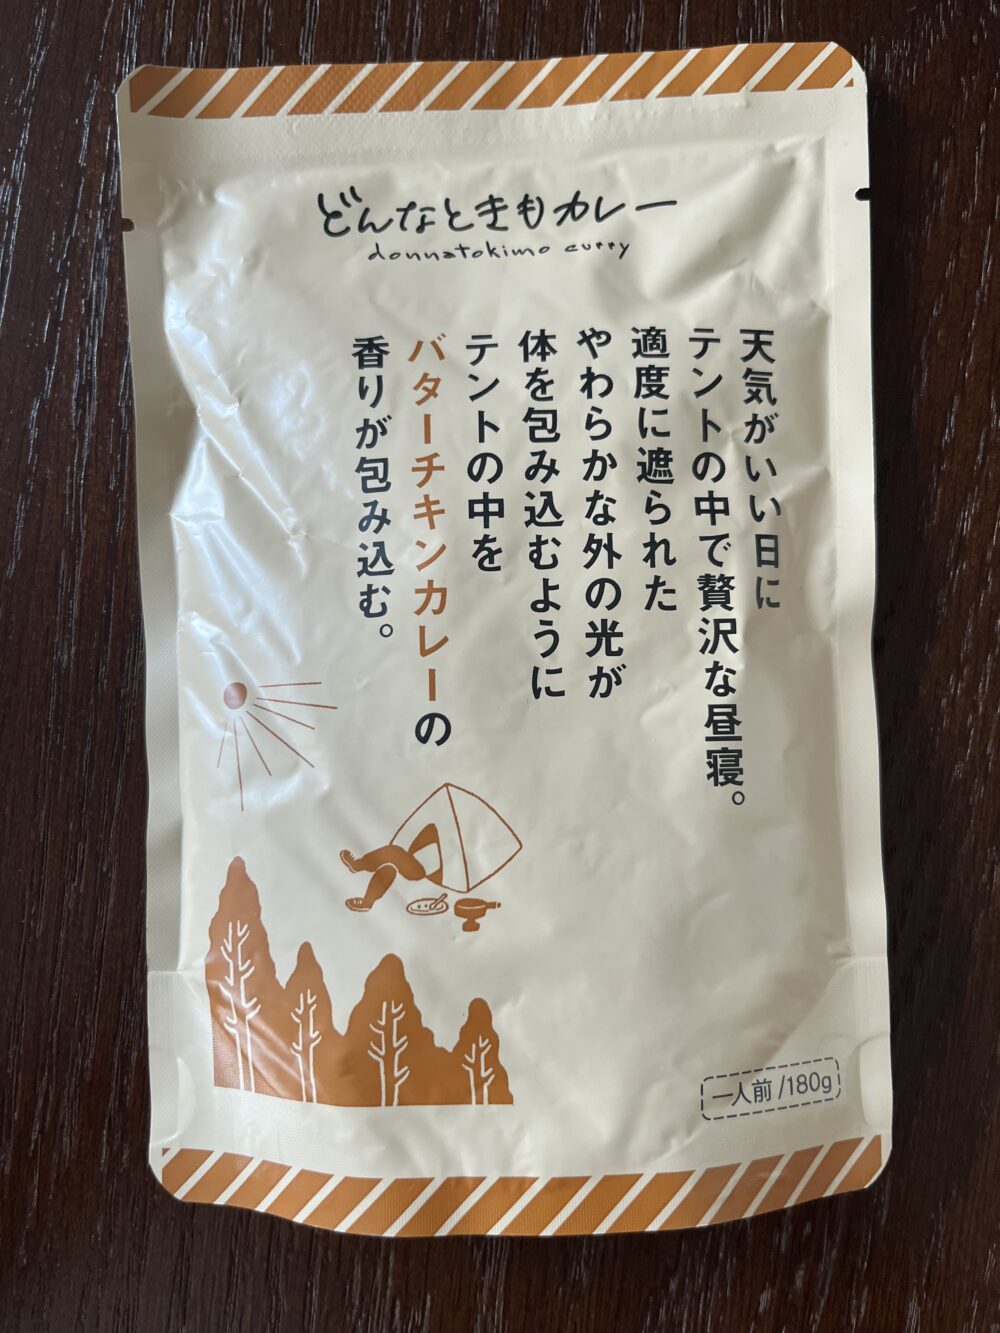 どんなときもカレー
donnatokimo curry
天気がいい日に
テントの中で贅沢な昼寝。
適度に遮られた
やわらかな外の光が
体を包み込むように
テントの中を
バターチキンカレーの
香りが包み込む。
一人前/180g